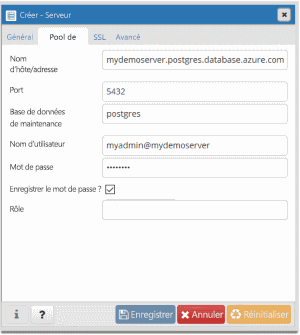 Créer - Serveur
Général Pool de SSL Avancé
Nom
d'hôte/adresse
mydemoserver.postgres.database.azure.com
Port
5432
Base de données
de maintenance
postgres
Nom d'utilisateur
myadmin@mydemoserver
Mot de passe
••••••••
Enregistrer le mot de passe ?
Rôle
i ? Enregistrer Annuler Réinitialiser